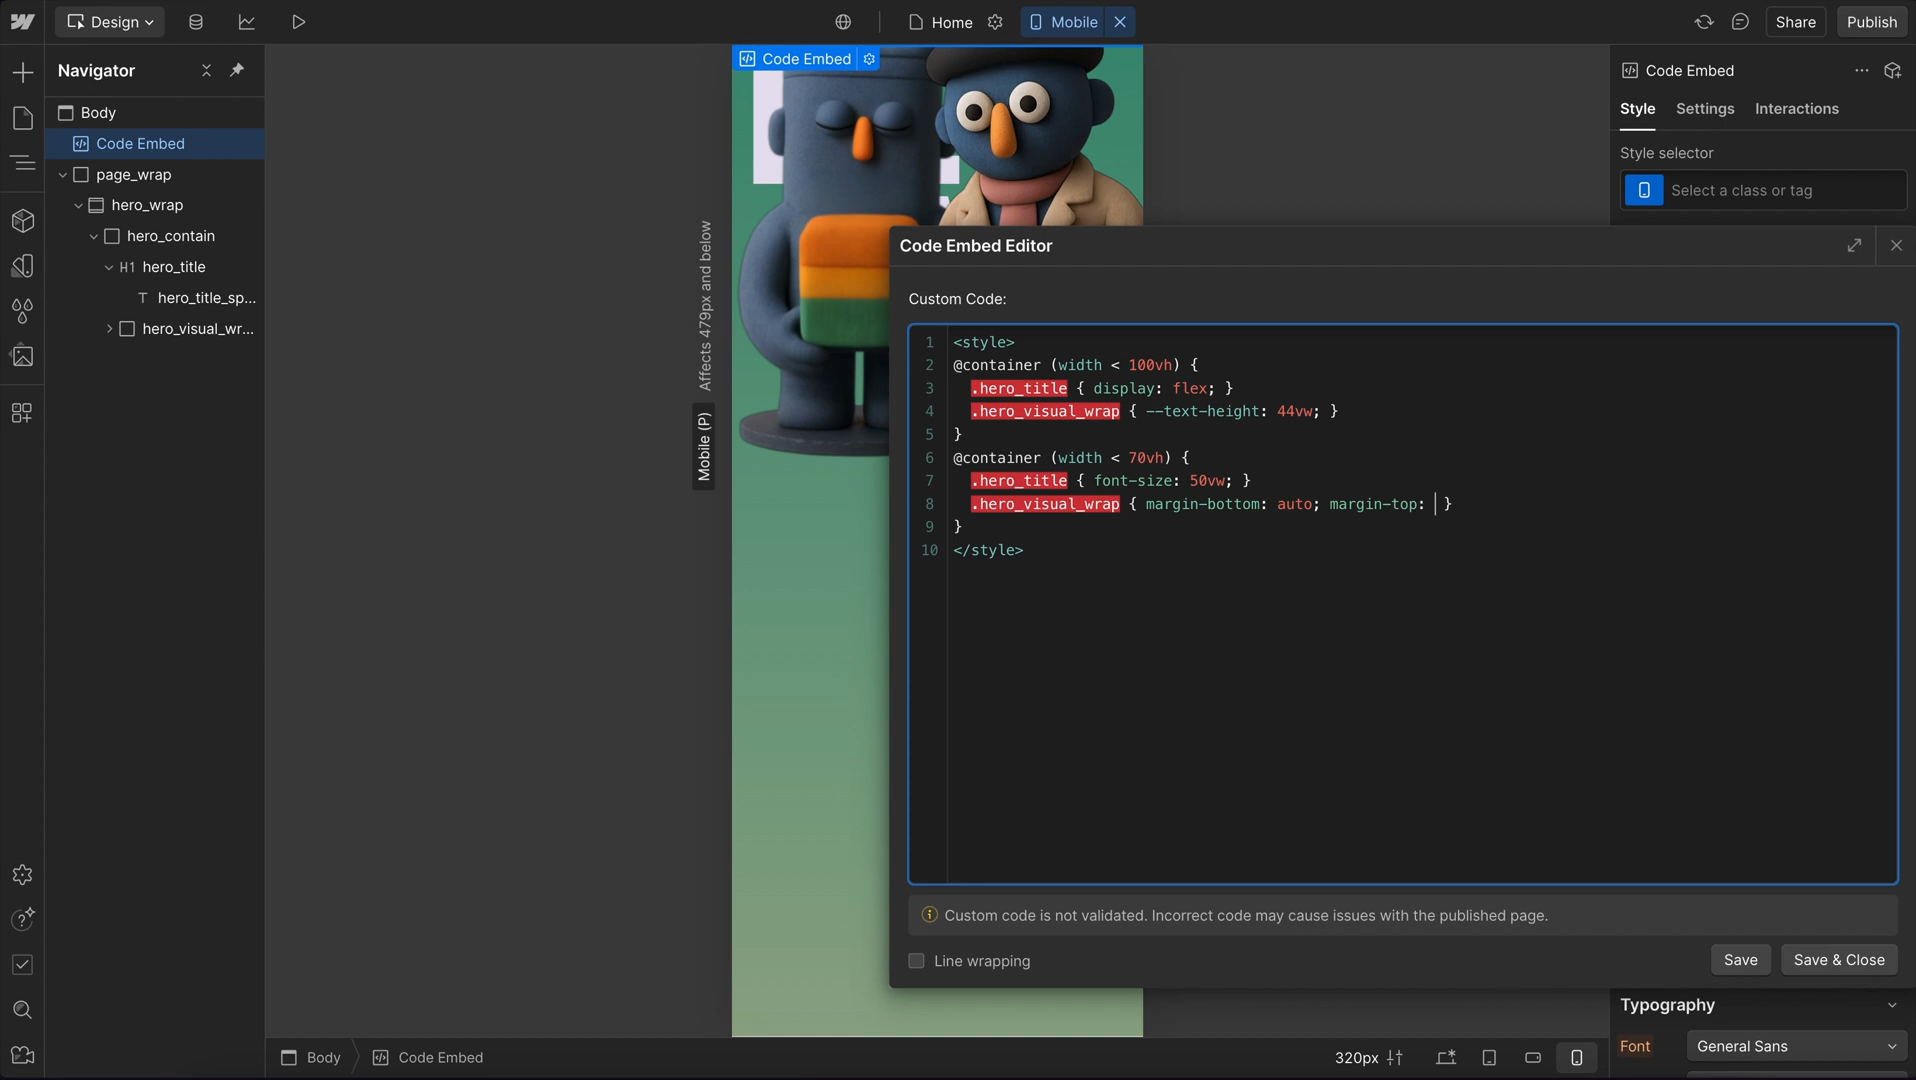 Design
Home
Mobile
Share
Publish
Navigator
Body
Code Embed
page_wrap
hero_wrap
hero_contain
H1 hero_title
T hero_title_sp...
hero_visual_wr...
Code Embed
Affects 479px and below
Mobile (P)
Code Embed
Style
Settings
Interactions
Style selector
Select a class or tag
Code Embed Editor
Custom Code:
1 <style>
2 @container (width < 100vh) {
3   .hero_title { display: flex; }
4   .hero_visual_wrap { --text-height: 44vw; }
5 }
6 @container (width < 70vh) {
7   .hero_title { font-size: 50vw; }
8   .hero_visual_wrap { margin-bottom: auto; margin-top:  }
9 }
10 </style>
Custom code is not validated. Incorrect code may cause issues with the published page.
Line wrapping
Save
Save & Close
Typography
Font
General Sans
Body
Code Embed
320px